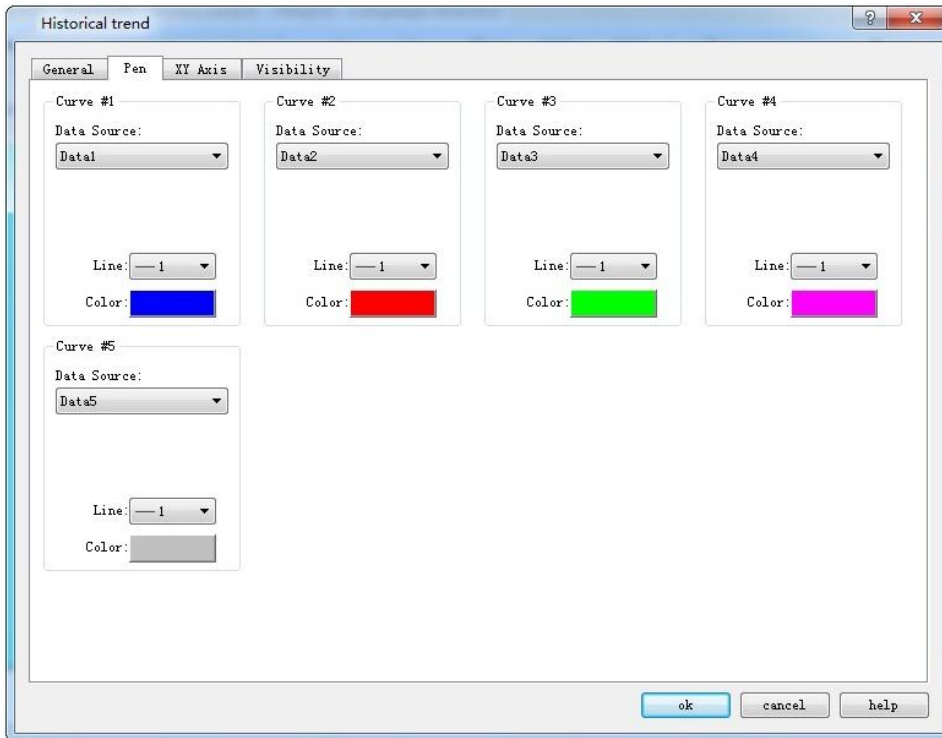 Historical trend
?
General Pen XY Axis Visibility
Curve #1 Curve #2 Curve #3 Curve #4
Data Source: Data Source: Data Source: Data Source:
Data1 Data2 Data3 Data4
Line: 1 Line: 1 Line: 1 Line: 1
Color: Color: Color: Color:
Curve #5
Data Source:
Data5
Line: 1
Color:
ok cancel help